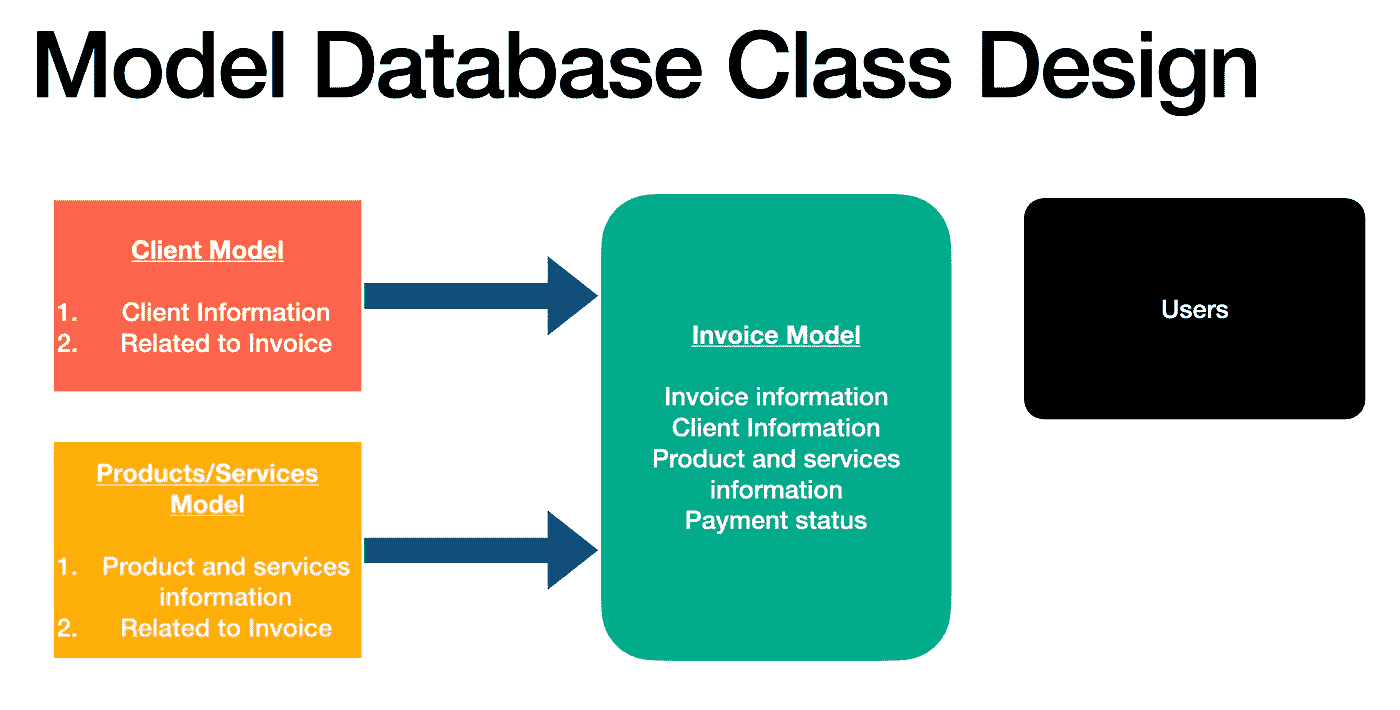 Model Database Class Design
Client Model
1. Client Information
2. Related to Invoice
Products/Services
Model
1. Product and services
information
2. Related to Invoice
Invoice Model
Invoice information
Client Information
Product and services
information
Payment status
Users